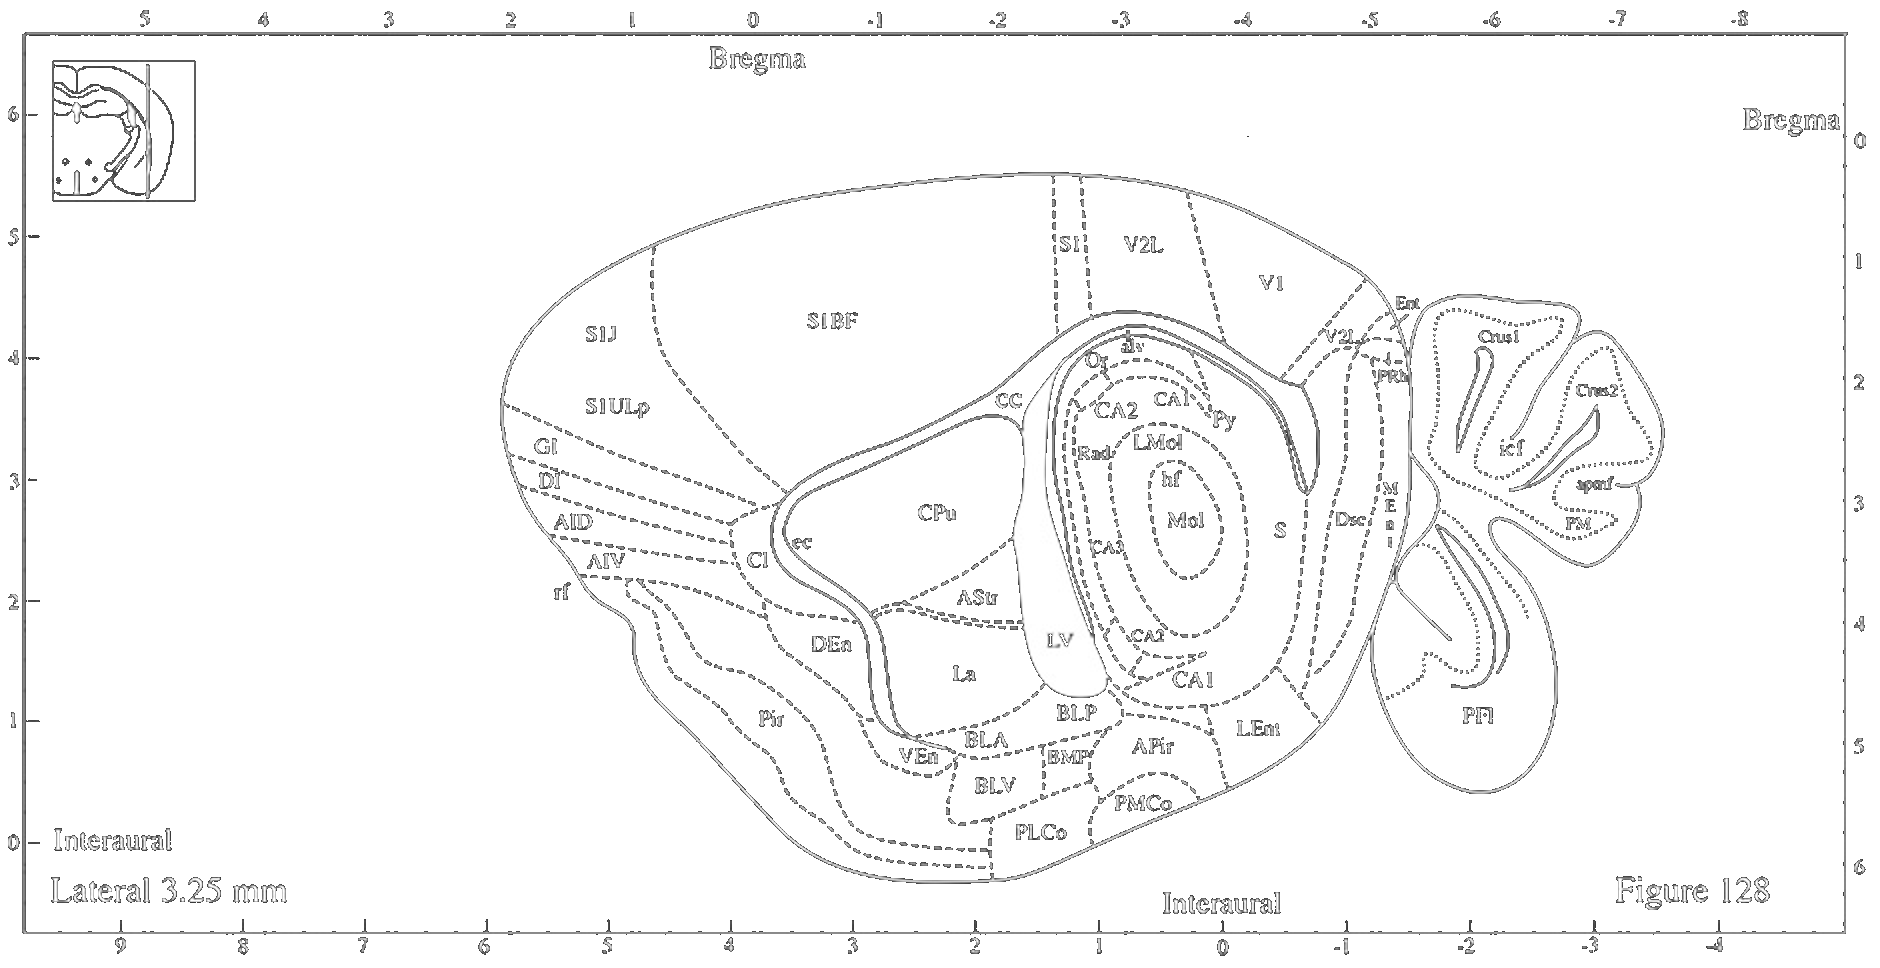 5 4 3 2 1 0 -1 -2 -3 -4 -5 -6 -7 -8
Bregma
6
Bregma
0
5
S1 V2L
1
V1
Ent
S1J S1BF
V2L
Crus1
4
alv
Or
PRh
2
Crus2
S1ULp
CC
CA2 CA1
Py
GI
Rad LMol
icf
3
DI
hf
apmf
3
AID
CPu
Mol
Dsc
MEnt
PM
AIV
Cl
ec
CA3
S
rf
2
AStr
4
DEn
LV
CA2
La
CA1
1
Pir
BLP
LEnt
PFl
VEn
BLA
BMP
APir
5
BLV
PMCo
PLCo
0
Interaural
6
Lateral 3.25 mm
Interaural
Figure 128
9 8 7 6 5 4 3 2 1 0 -1 -2 -3 -4